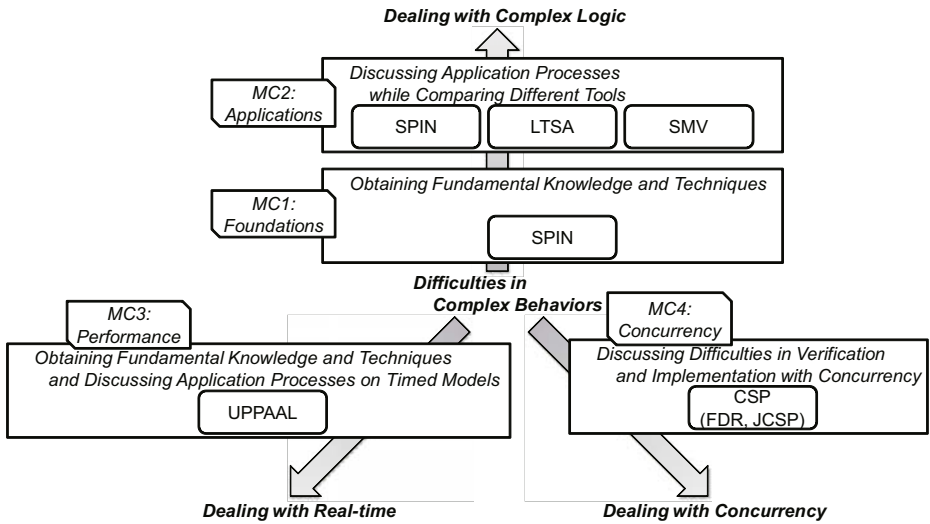 Dealing with Complex Logic
MC2:
Applications
Discussing Application Processes
while Comparing Different Tools
SPIN
LTSA
SMV
MC1:
Foundations
Obtaining Fundamental Knowledge and Techniques
SPIN
Difficulties in
Complex Behaviors
MC3:
Performance
Obtaining Fundamental Knowledge and Techniques
and Discussing Application Processes on Timed Models
UPPAAL
MC4:
Concurrency
Discussing Difficulties in Verification
and Implementation with Concurrency
CSP
(FDR, JCSP)
Dealing with Real-time
Dealing with Concurrency